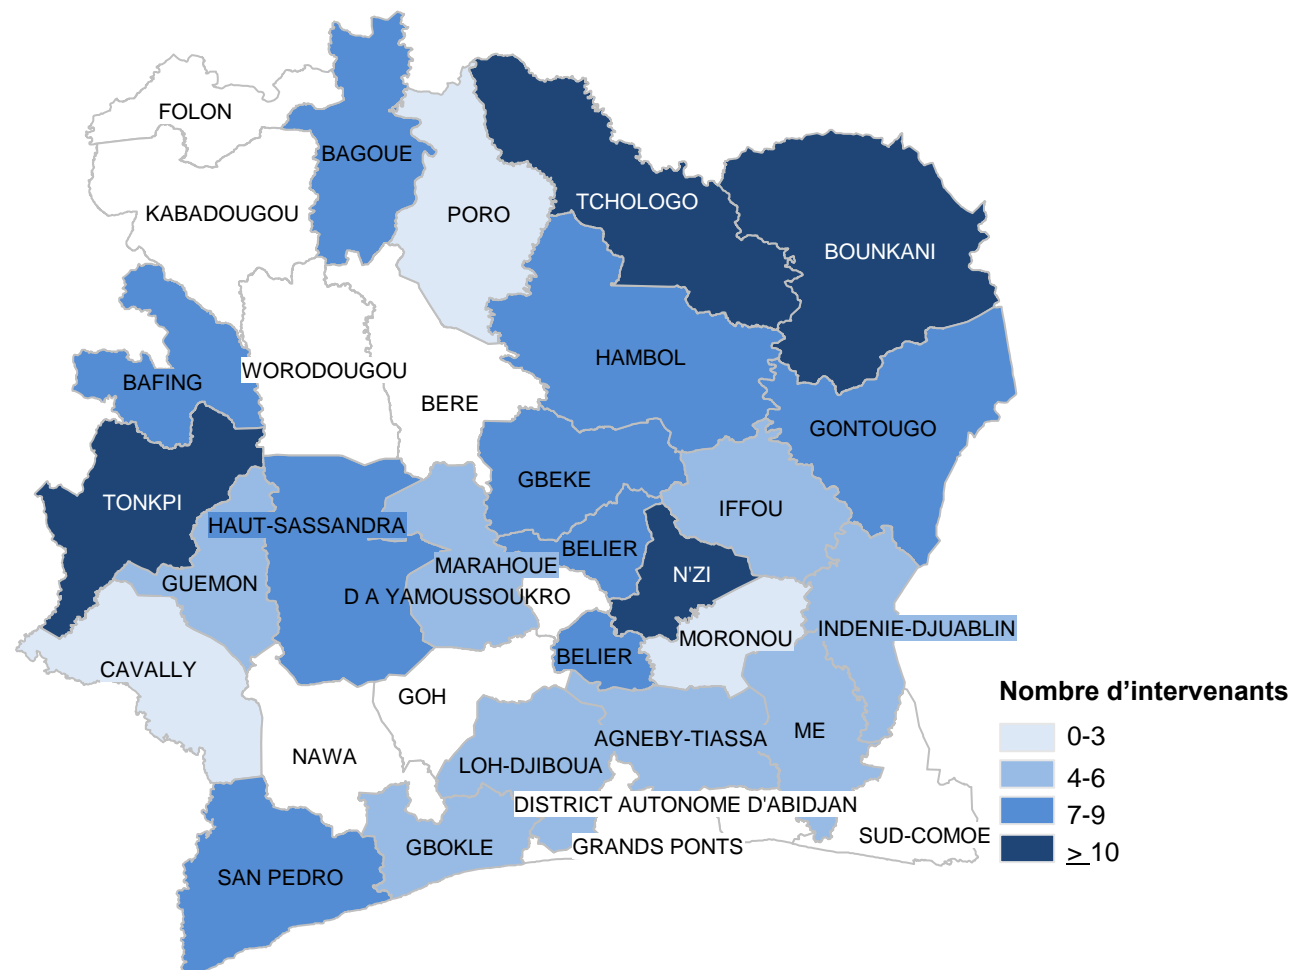 FOLON
BAGOUE
KABADOUGOU
PORO
TCHOLOGO
BOUNKANI
WORODOUGOU
HAMBOL
BAFING
BERE
GONTOUGO
GBEKE
TONKPI
IFFOU
HAUT-SASSANDRA
BELIER
MARAHOUE
N'ZI
GUEMON
D A YAMOUSSOUKRO
INDENIE-DJUABLIN
MORONOU
BELIER
CAVALLY
GOH
Nombre d’intervenants
0-3
4-6
7-9
> 10
ME
AGNEBY-TIASSA
NAWA
LOH-DJIBOUA
DISTRICT AUTONOME D'ABIDJAN
SUD-COMOE
GBOKLE
GRANDS PONTS
SAN PEDRO